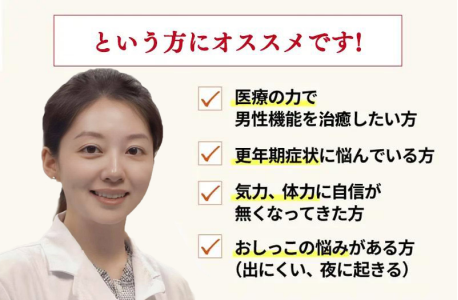 という方にオススメです!
医療の力で
男性機能を治癒したい方
更年期症状に悩んでいる方
気力、体力に自信が
無くなってきた方
おしっこの悩みがある方
（出にくい、夜に起きる）